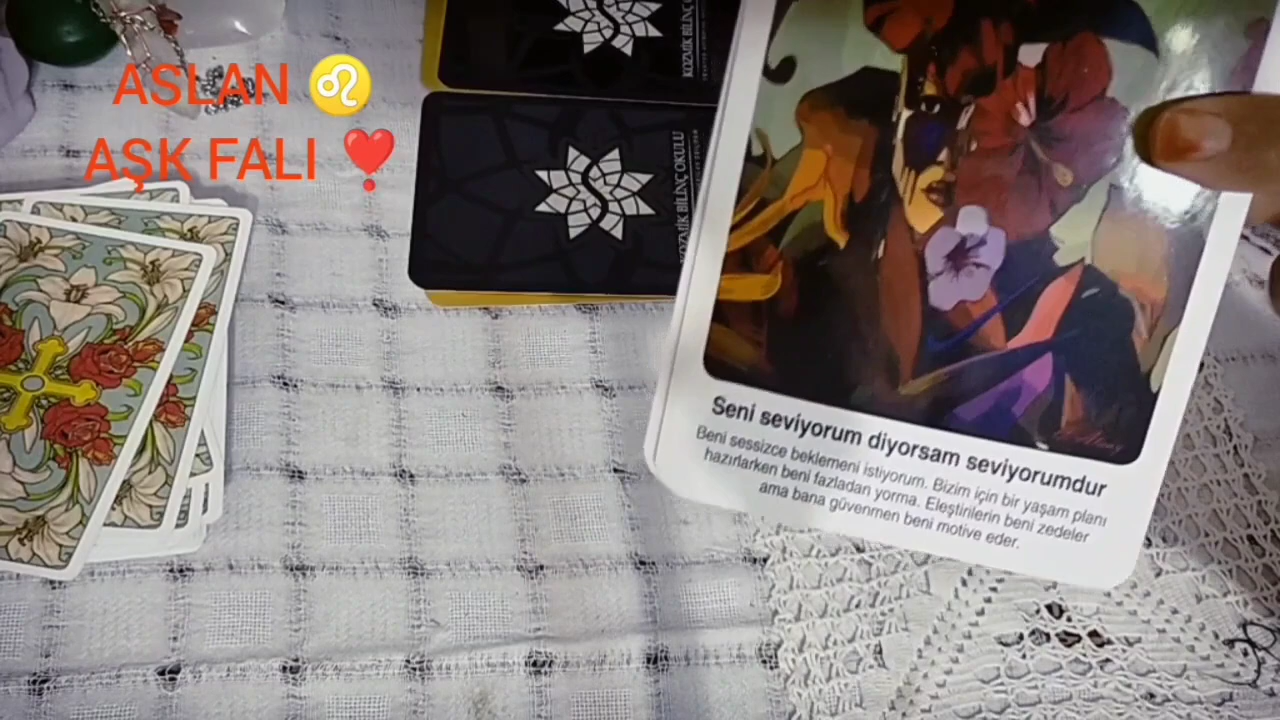 ASLAN ♌
AŞK FALI ❣️
KOZMİK BİLİNÇ OKULU
Seni seviyorum diyorsam seviyorumdur
Beni sessizce beklemeni istiyorum. Bizim için bir yaşam planı
hazırlarken beni fazladan yorma. Eleştirilerin beni zedeler
ama bana güvenmen beni motive eder.